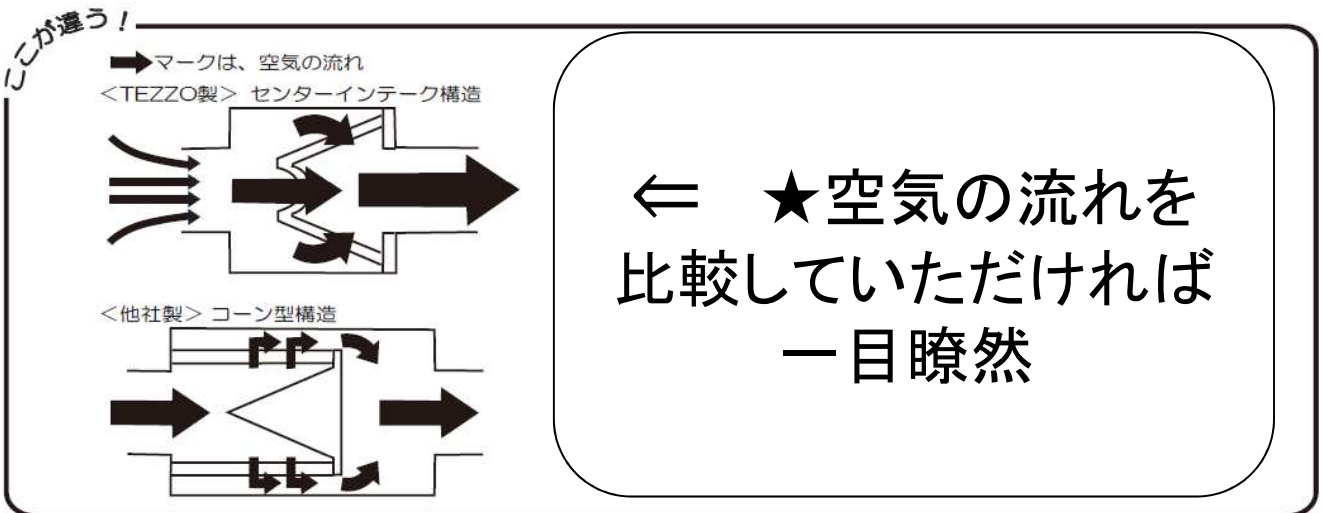 ここが違う！
➡マークは、空気の流れ
＜TEZZO製＞ センターインテーク構造
＜他社製＞ コーン型構造
⇐　★空気の流れを
比較していただければ
一目瞭然